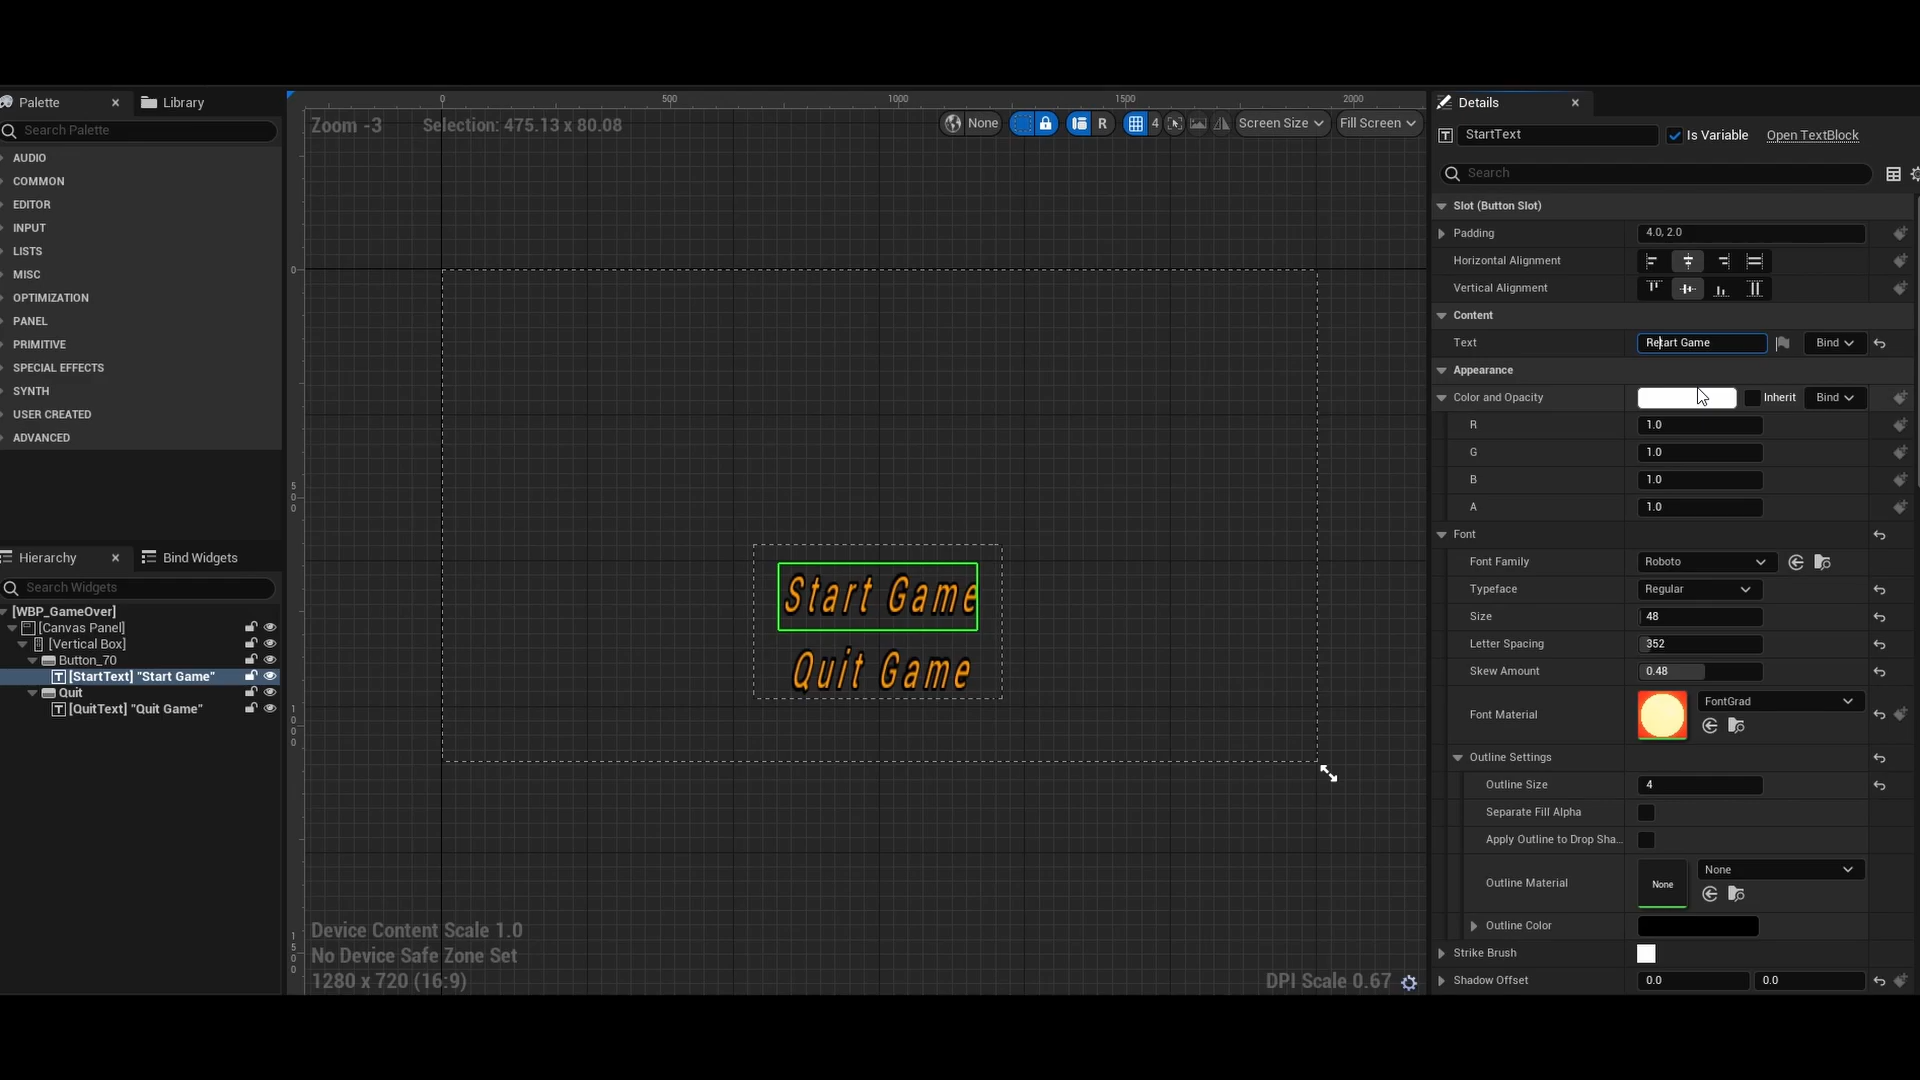 Palette
Library
Search Palette
AUDIO
COMMON
EDITOR
INPUT
LISTS
MISC
OPTIMIZATION
PANEL
PRIMITIVE
SPECIAL EFFECTS
SYNTH
USER CREATED
ADVANCED
Hierarchy
Bind Widgets
Search Widgets
[WBP_GameOver]
[Canvas Panel]
[Vertical Box]
Button_70
[StartText] "Start Game"
Quit
[QuitText] "Quit Game"
0 500 1000 1500 2000
Zoom -3
Selection: 475.13 x 80.08
None
R
4
Screen Size
Fill Screen
0
500
1000
1500
Start Game
Quit Game
Device Content Scale 1.0
No Device Safe Zone Set
1280 x 720 (16:9)
DPI Scale 0.67
Details
StartText
Is Variable
Open TextBlock
Search
Slot (Button Slot)
Padding 4.0, 2.0
Horizontal Alignment
Vertical Alignment
Content
Text Retart Game Bind
Appearance
Color and Opacity Inherit Bind
R 1.0
G 1.0
B 1.0
A 1.0
Font
Font Family Roboto
Typeface Regular
Size 48
Letter Spacing 352
Skew Amount 0.48
Font Material FontGrad
Outline Settings
Outline Size 4
Separate Fill Alpha
Apply Outline to Drop Sha...
Outline Material None None
Outline Color
Strike Brush
Shadow Offset 0.0 0.0